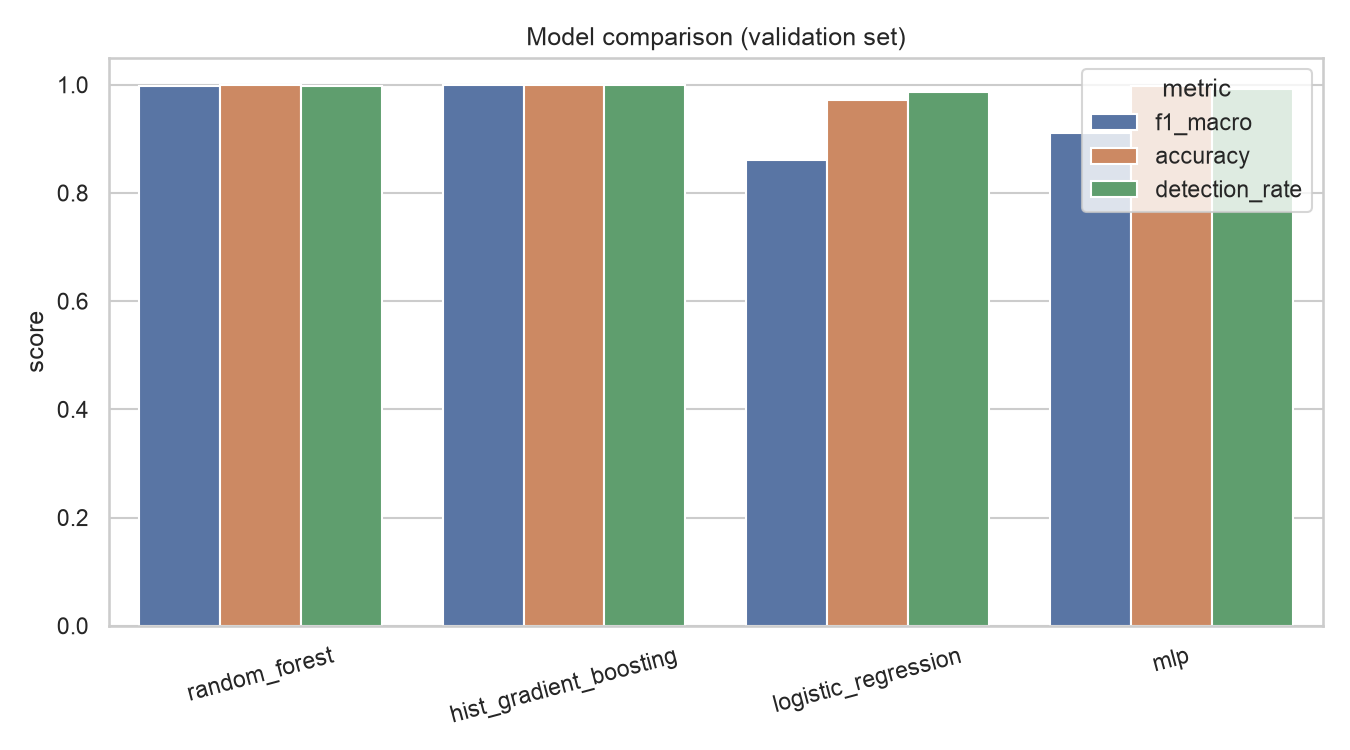 Model comparison (validation set)
metric
f1_macro
accuracy
detection_rate
score
1.0
0.8
0.6
0.4
0.2
0.0
random_forest
hist_gradient_boosting
logistic_regression
mlp